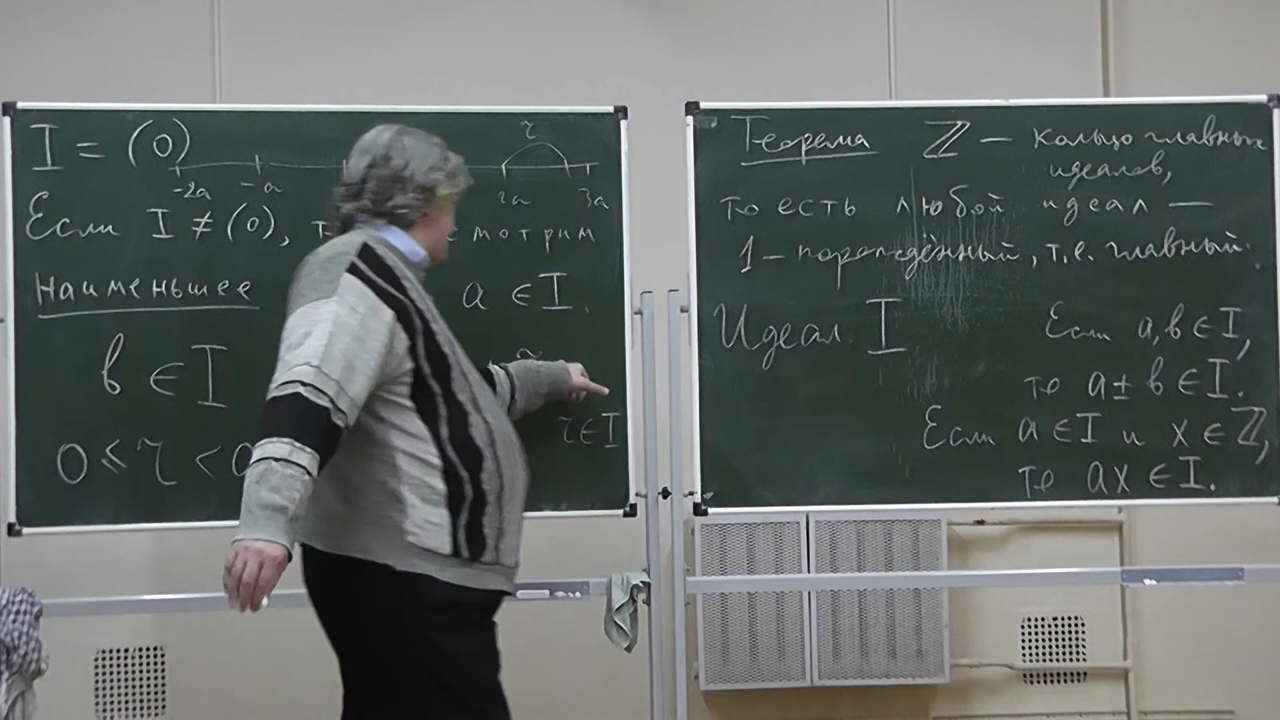 I = (0)
-2a -a 2a 3a
r
Если I ≠ (0), мотрим
Наименьшее a ∈ I.
в ∈ I
r ∈ I
0 ≤ r < a
Теорема ℤ — кольцо главных
идеалов,
то есть любой идеал —
1-порождённый, т.е. главный.
Идеал I Если a, в ∈ I,
то a ± в ∈ I.
Если a ∈ I и x ∈ ℤ,
то ax ∈ I.